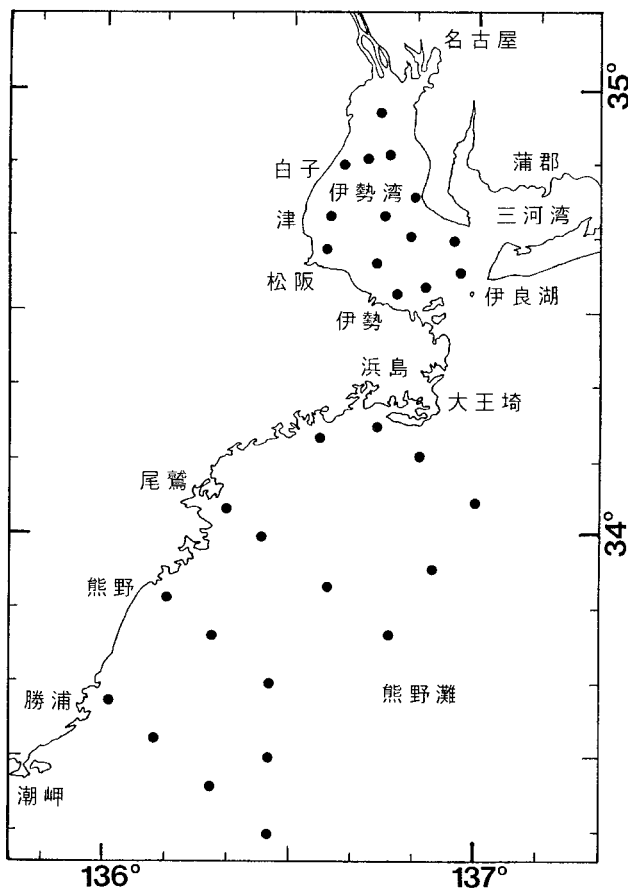 名古屋
35°
蒲郡
白子
伊勢湾
三河湾
津
松阪
伊良湖
伊勢
浜島
大王埼
尾鷲
34°
熊野
勝浦
熊野灘
潮岬
136°
137°